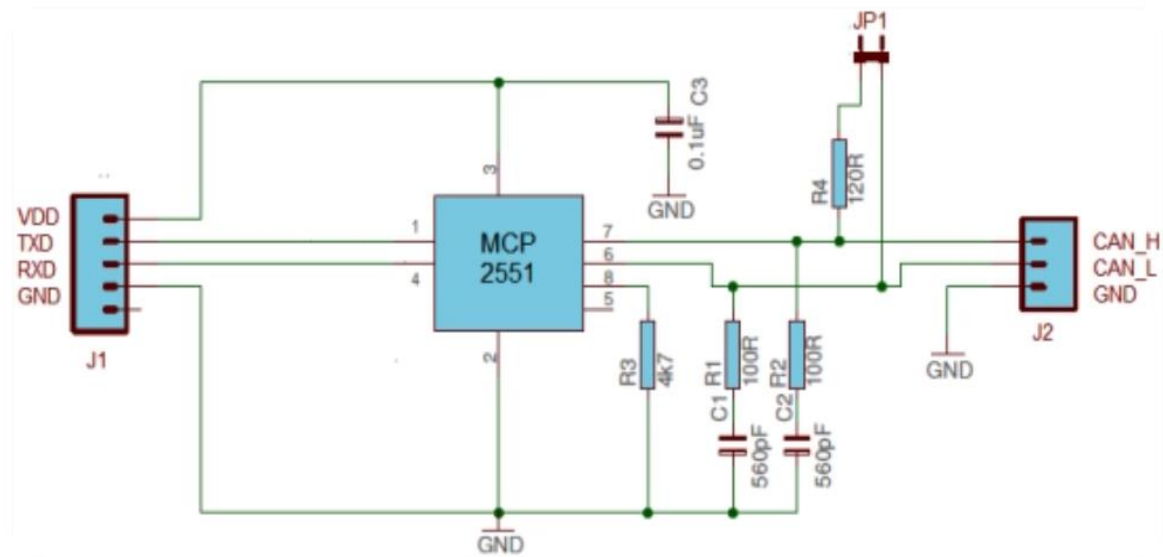 JP1
C3
0.1uF
GND
R4
120R
VDD
TXD
RXD
GND
J1
1
4
3
MCP
2551
2
7
6
8
5
CAN_H
CAN_L
GND
J2
GND
R3
4k7
R1
100R
R2
100R
C1
560pF
C2
560pF
GND